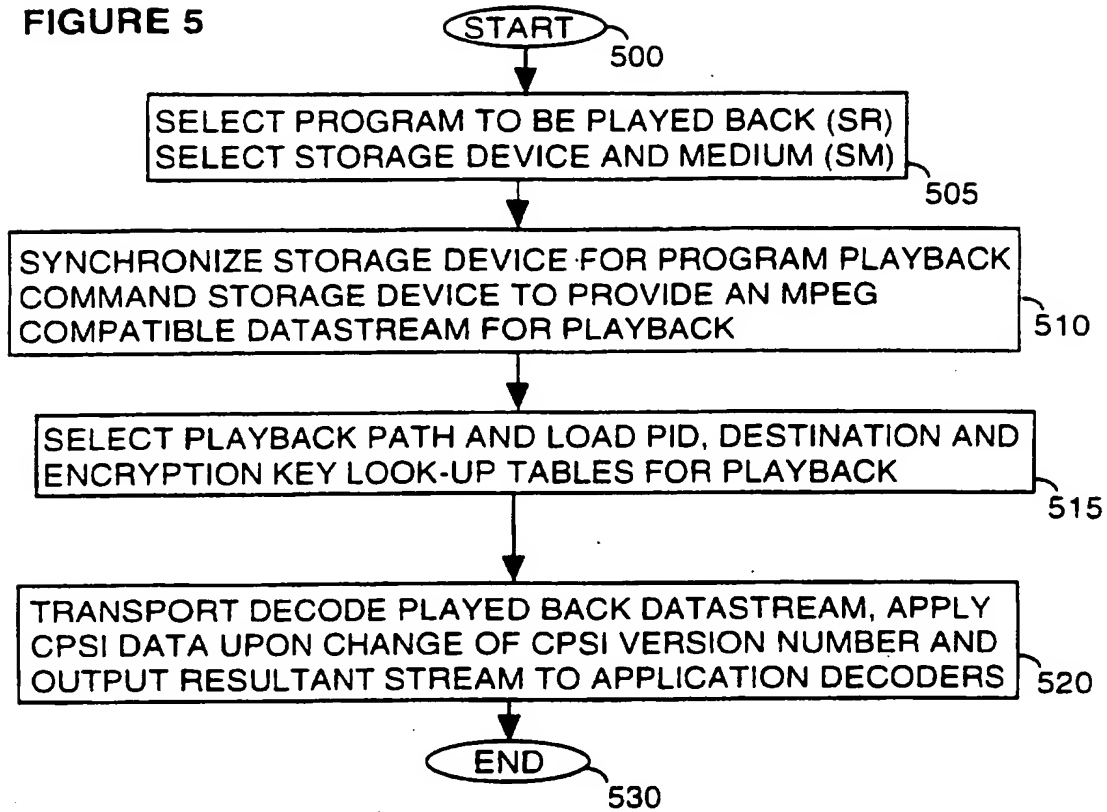 FIGURE 5
START
500
SELECT PROGRAM TO BE PLAYED BACK (SR)
SELECT STORAGE DEVICE AND MEDIUM (SM)
505
SYNCHRONIZE STORAGE DEVICE FOR PROGRAM PLAYBACK
COMMAND STORAGE DEVICE TO PROVIDE AN MPEG
COMPATIBLE DATASTREAM FOR PLAYBACK
510
SELECT PLAYBACK PATH AND LOAD PID, DESTINATION AND
ENCRYPTION KEY LOOK-UP TABLES FOR PLAYBACK
515
TRANSPORT DECODE PLAYED BACK DATASTREAM, APPLY
CPSI DATA UPON CHANGE OF CPSI VERSION NUMBER AND
OUTPUT RESULTANT STREAM TO APPLICATION DECODERS
520
END
530